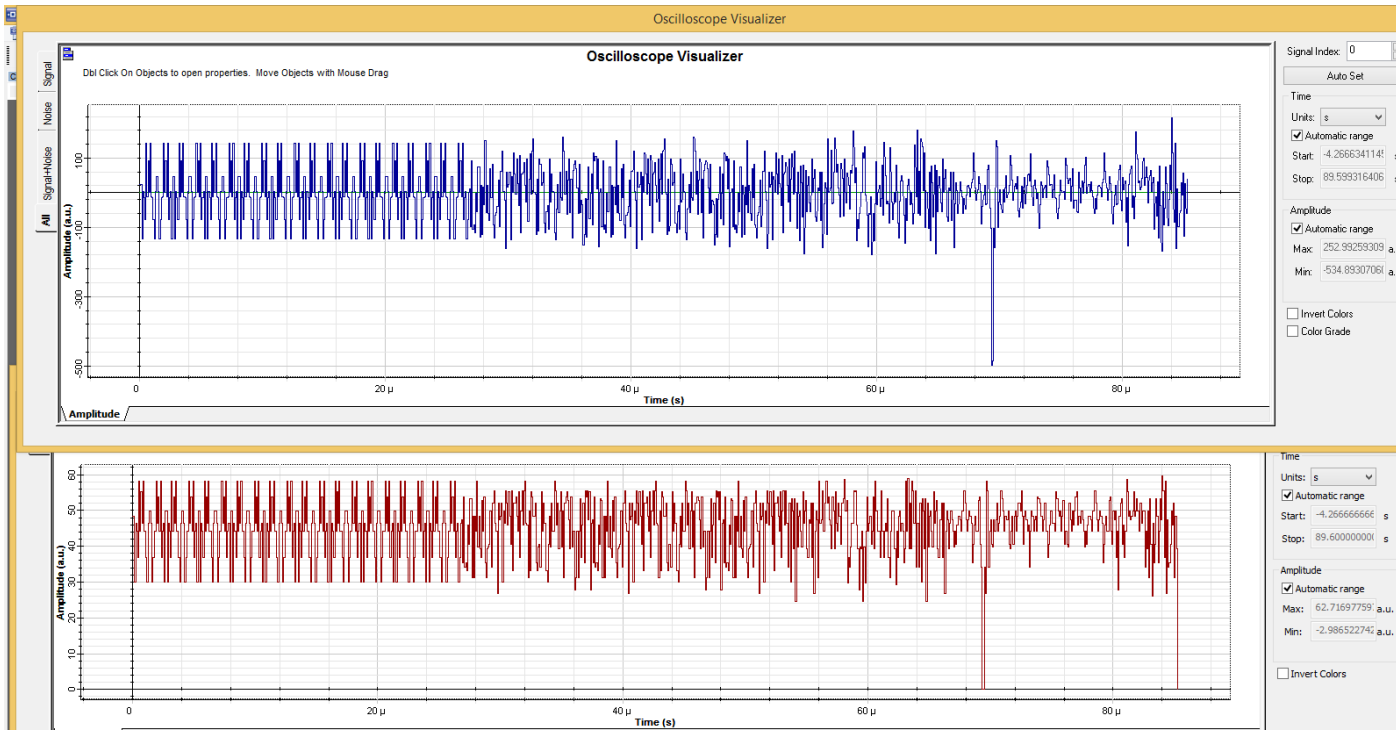 Oscilloscope Visualizer
Oscilloscope Visualizer
Dbl Click On Objects to open properties. Move Objects with Mouse Drag
Signal
Noise
Signal+Noise
All
Amplitude (a.u.)
100
-100
-300
-500
0
20 µ
40 µ
60 µ
80 µ
Time (s)
Amplitude
Signal Index: 0
Auto Set
Time
Units: s
Automatic range
Start: -4.2666341145 s
Stop: 89.599316406 s
Amplitude
Automatic range
Max: 252.99259309 a.
Min: -534.89307060 a.
Invert Colors
Color Grade
Amplitude (a.u.)
60
50
40
30
20
10
0
0
20 µ
40 µ
60 µ
80 µ
Time (s)
Time
Units: s
Automatic range
Start: -4.266666666 s
Stop: 89.600000000 s
Amplitude
Automatic range
Max: 62.71697759 a.u.
Min: -2.986522742 a.u.
Invert Colors